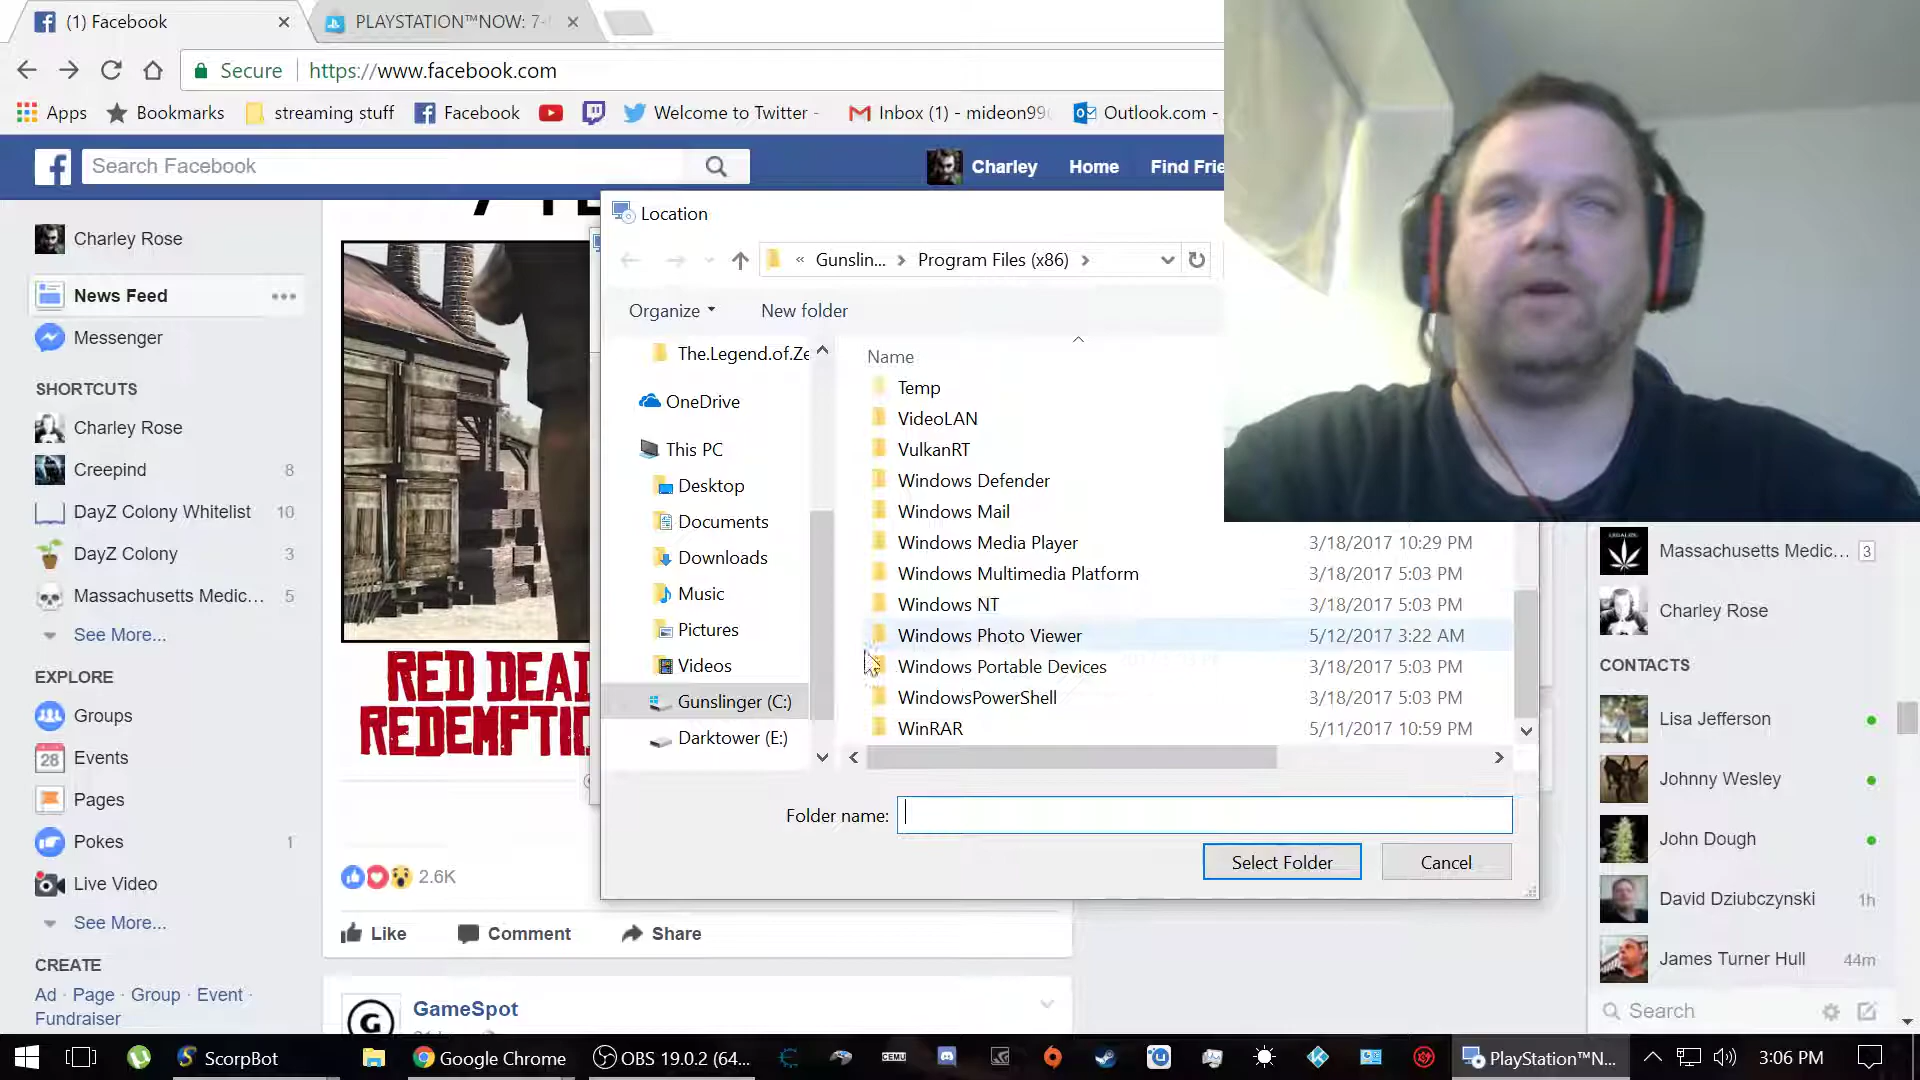 (1) Facebook
PLAYSTATION™NOW: 7-
Secure
https://www.facebook.com
Apps
Bookmarks
streaming stuff
Facebook
Welcome to Twitter -
Inbox (1) - mideon99
Outlook.com -
Search Facebook
Charley
Home
Find Frie
Charley Rose
News Feed
Messenger
SHORTCUTS
Charley Rose
Creepind 8
DayZ Colony Whitelist 10
DayZ Colony 3
Massachusetts Medic... 5
See More...
EXPLORE
Groups
28
Events
Pages
Pokes 1
Live Video
See More...
CREATE
Ad · Page · Group · Event ·
Fundraiser
RED DEA
REDEMPTIO
2.6K
Like
Comment
Share
G
GameSpot
Location
« Gunslin... > Program Files (x86) >
Organize
New folder
The.Legend.of.Ze
OneDrive
This PC
Desktop
Documents
Downloads
Music
Pictures
Videos
Gunslinger (C:)
Darktower (E:)
Name
Temp
VideoLAN
VulkanRT
Windows Defender
Windows Mail
Windows Media Player 3/18/2017 10:29 PM
Windows Multimedia Platform 3/18/2017 5:03 PM
Windows NT 3/18/2017 5:03 PM
Windows Photo Viewer 5/12/2017 3:22 AM
Windows Portable Devices 3/18/2017 5:03 PM
WindowsPowerShell 3/18/2017 5:03 PM
WinRAR 5/11/2017 10:59 PM
Folder name:
Select Folder
Cancel
Massachusetts Medic... 3
Charley Rose
CONTACTS
Lisa Jefferson
Johnny Wesley
John Dough
David Dziubczynski 1h
James Turner Hull 44m
Search
ScorpBot
Google Chrome
OBS 19.0.2 (64...
CEMU
PlayStation™N...
3:06 PM